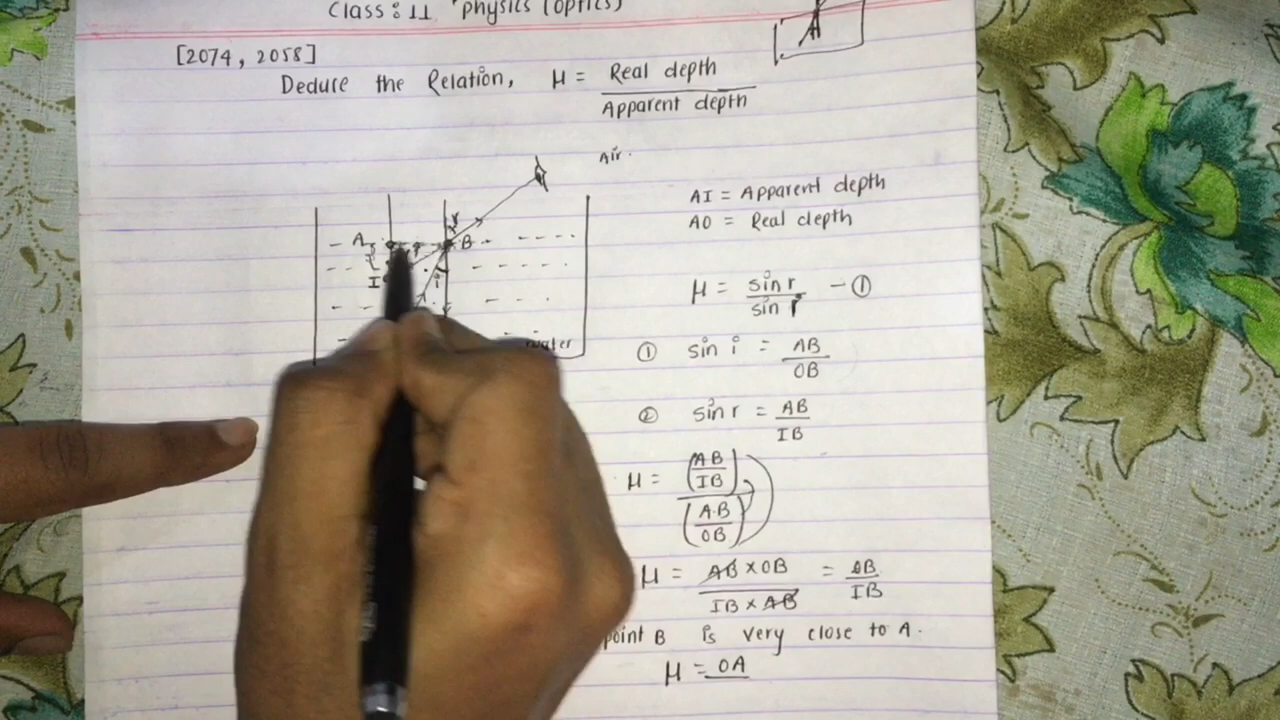 Class : 11 physics (optics)
[2074, 2058]
Deduce the Relation, μ = Real depth / Apparent depth
Air.
AI = Apparent depth
AO = Real depth
A
B
r
I
i
water
μ = sin r / sin i - ①
① sin i = AB / OB
② sin r = AB / IB
μ = (AB / IB) / (A.B / OB)
μ = AB × OB / IB × AB = OB / IB
point B is very close to A.
μ = OA